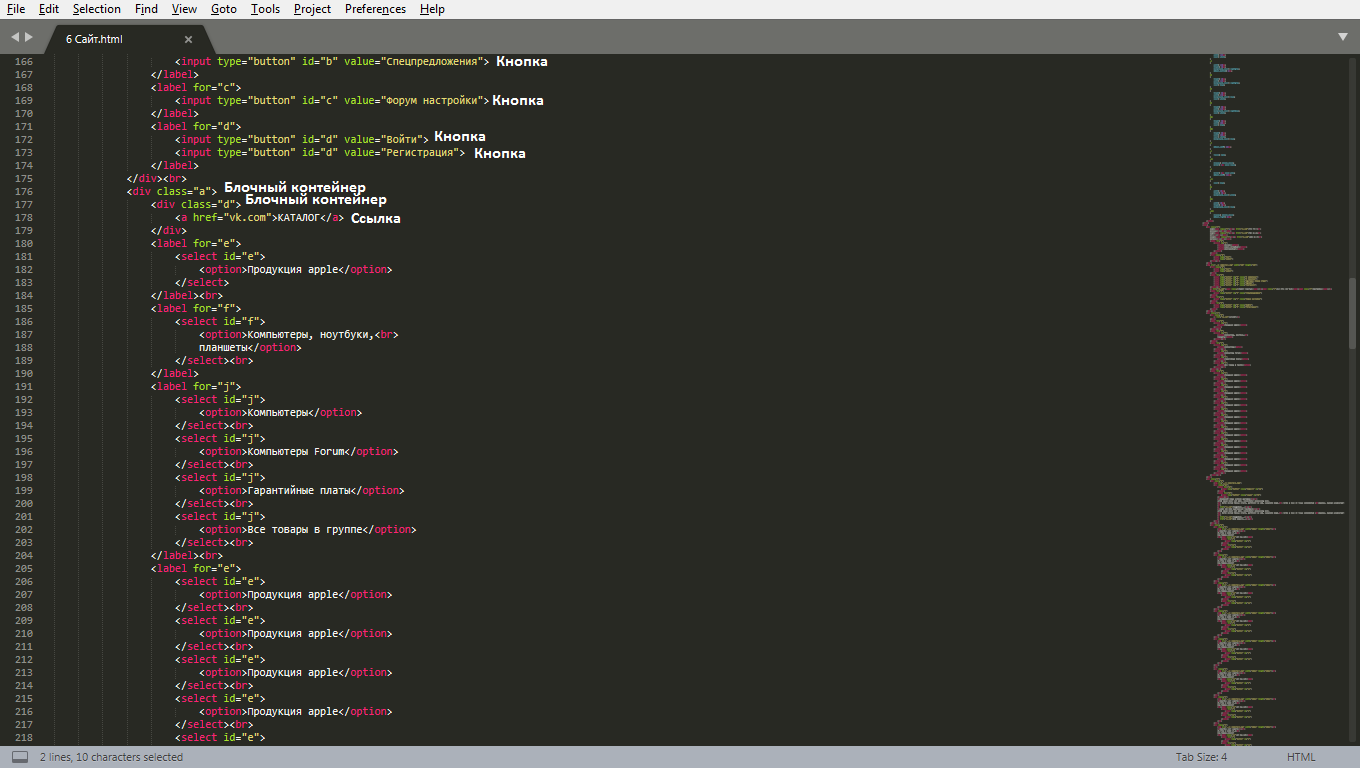 File Edit Selection Find View Goto Tools Project Preferences Help
6 Сайт.html
166 <input type="button" id="b" value="Спецпредложения"> Кнопка
167 </label>
168 <label for="c">
169 <input type="button" id="c" value="Форум настройки"> Кнопка
170 </label>
171 <label for="d">
172 <input type="button" id="d" value="Войти"> Кнопка
173 <input type="button" id="d" value="Регистрация"> Кнопка
174 </label>
175 </div><br>
176 <div class="a"> Блочный контейнер
177 <div class="d"> Блочный контейнер
178 <a href="vk.com">КАТАЛОГ</a> Ссылка
179 </div>
180 <label for="e">
181 <select id="e">
182 <option>Продукция apple</option>
183 </select>
184 </label><br>
185 <label for="f">
186 <select id="f">
187 <option>Компьютеры, ноутбуки,<br>
188 планшеты</option>
189 </select><br>
190 </label>
191 <label for="j">
192 <select id="j">
193 <option>Компьютеры</option>
194 </select><br>
195 <select id="j">
196 <option>Компьютеры Forum</option>
197 </select><br>
198 <select id="j">
199 <option>Гарантийные платы</option>
200 </select><br>
201 <select id="j">
202 <option>Все товары в группе</option>
203 </select><br>
204 </label><br>
205 <label for="e">
206 <select id="e">
207 <option>Продукция apple</option>
208 </select><br>
209 <select id="e">
210 <option>Продукция apple</option>
211 </select><br>
212 <select id="e">
213 <option>Продукция apple</option>
214 </select><br>
215 <select id="e">
216 <option>Продукция apple</option>
217 </select><br>
218 <select id="e">
2 lines, 10 characters selected Tab Size: 4 HTML